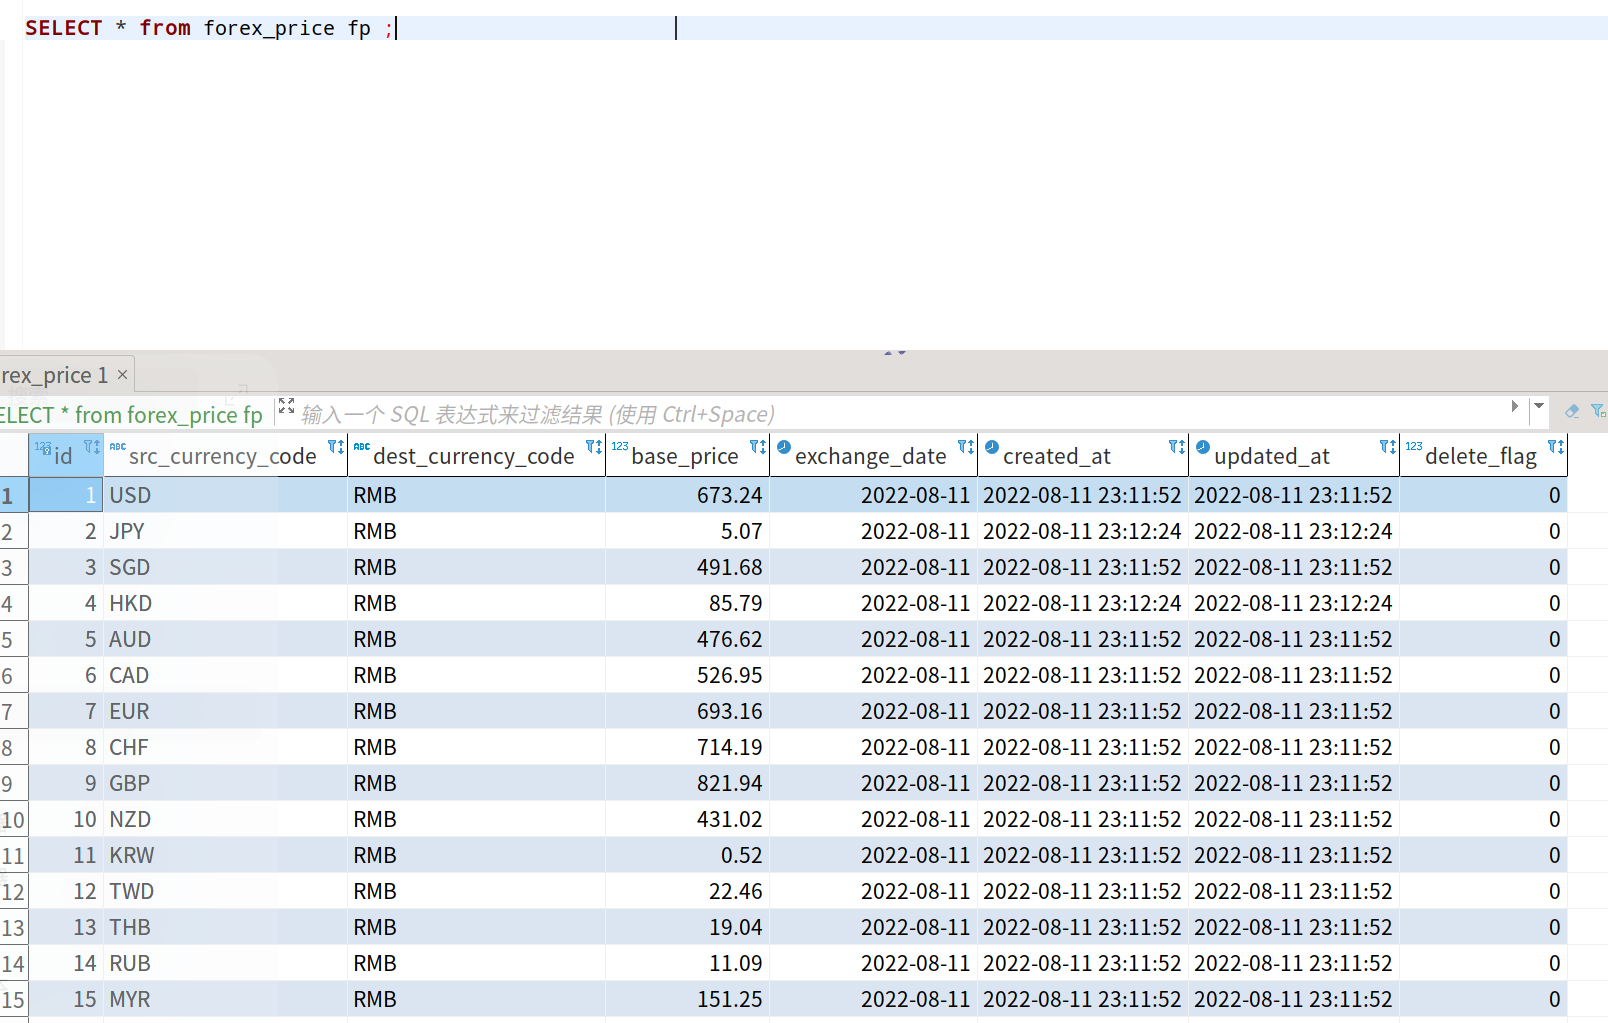 SELECT * from forex_price fp ;
rex_price 1 ×
ELECT * from forex_price fp 输入一个 SQL 表达式来过滤结果 (使用 Ctrl+Space)
123 id ABC src_currency_code ABC dest_currency_code 123 base_price exchange_date created_at updated_at 123 delete_flag
1 1 USD RMB 673.24 2022-08-11 2022-08-11 23:11:52 2022-08-11 23:11:52 0
2 2 JPY RMB 5.07 2022-08-11 2022-08-11 23:12:24 2022-08-11 23:12:24 0
3 3 SGD RMB 491.68 2022-08-11 2022-08-11 23:11:52 2022-08-11 23:11:52 0
4 4 HKD RMB 85.79 2022-08-11 2022-08-11 23:12:24 2022-08-11 23:12:24 0
5 5 AUD RMB 476.62 2022-08-11 2022-08-11 23:11:52 2022-08-11 23:11:52 0
6 6 CAD RMB 526.95 2022-08-11 2022-08-11 23:11:52 2022-08-11 23:11:52 0
7 7 EUR RMB 693.16 2022-08-11 2022-08-11 23:11:52 2022-08-11 23:11:52 0
8 8 CHF RMB 714.19 2022-08-11 2022-08-11 23:11:52 2022-08-11 23:11:52 0
9 9 GBP RMB 821.94 2022-08-11 2022-08-11 23:11:52 2022-08-11 23:11:52 0
10 10 NZD RMB 431.02 2022-08-11 2022-08-11 23:11:52 2022-08-11 23:11:52 0
11 11 KRW RMB 0.52 2022-08-11 2022-08-11 23:11:52 2022-08-11 23:11:52 0
12 12 TWD RMB 22.46 2022-08-11 2022-08-11 23:11:52 2022-08-11 23:11:52 0
13 13 THB RMB 19.04 2022-08-11 2022-08-11 23:11:52 2022-08-11 23:11:52 0
14 14 RUB RMB 11.09 2022-08-11 2022-08-11 23:11:52 2022-08-11 23:11:52 0
15 15 MYR RMB 151.25 2022-08-11 2022-08-11 23:11:52 2022-08-11 23:11:52 0